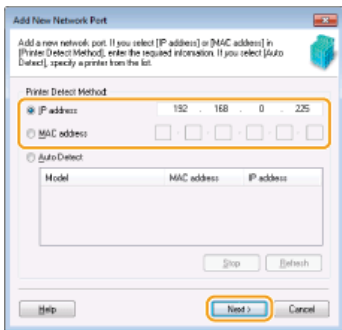 Add New Network Port
Add a new network port. If you select [IP address] or [MAC address] in
[Printer Detect Method], enter the required information. If you select [Auto
Detect], specify a printer from the list.
Printer Detect Method:
IP address 192 . 168 . 0 . 225
MAC address - - - - -
Auto Detect
Model MAC address IP address
Stop Refresh
Help Next > Cancel